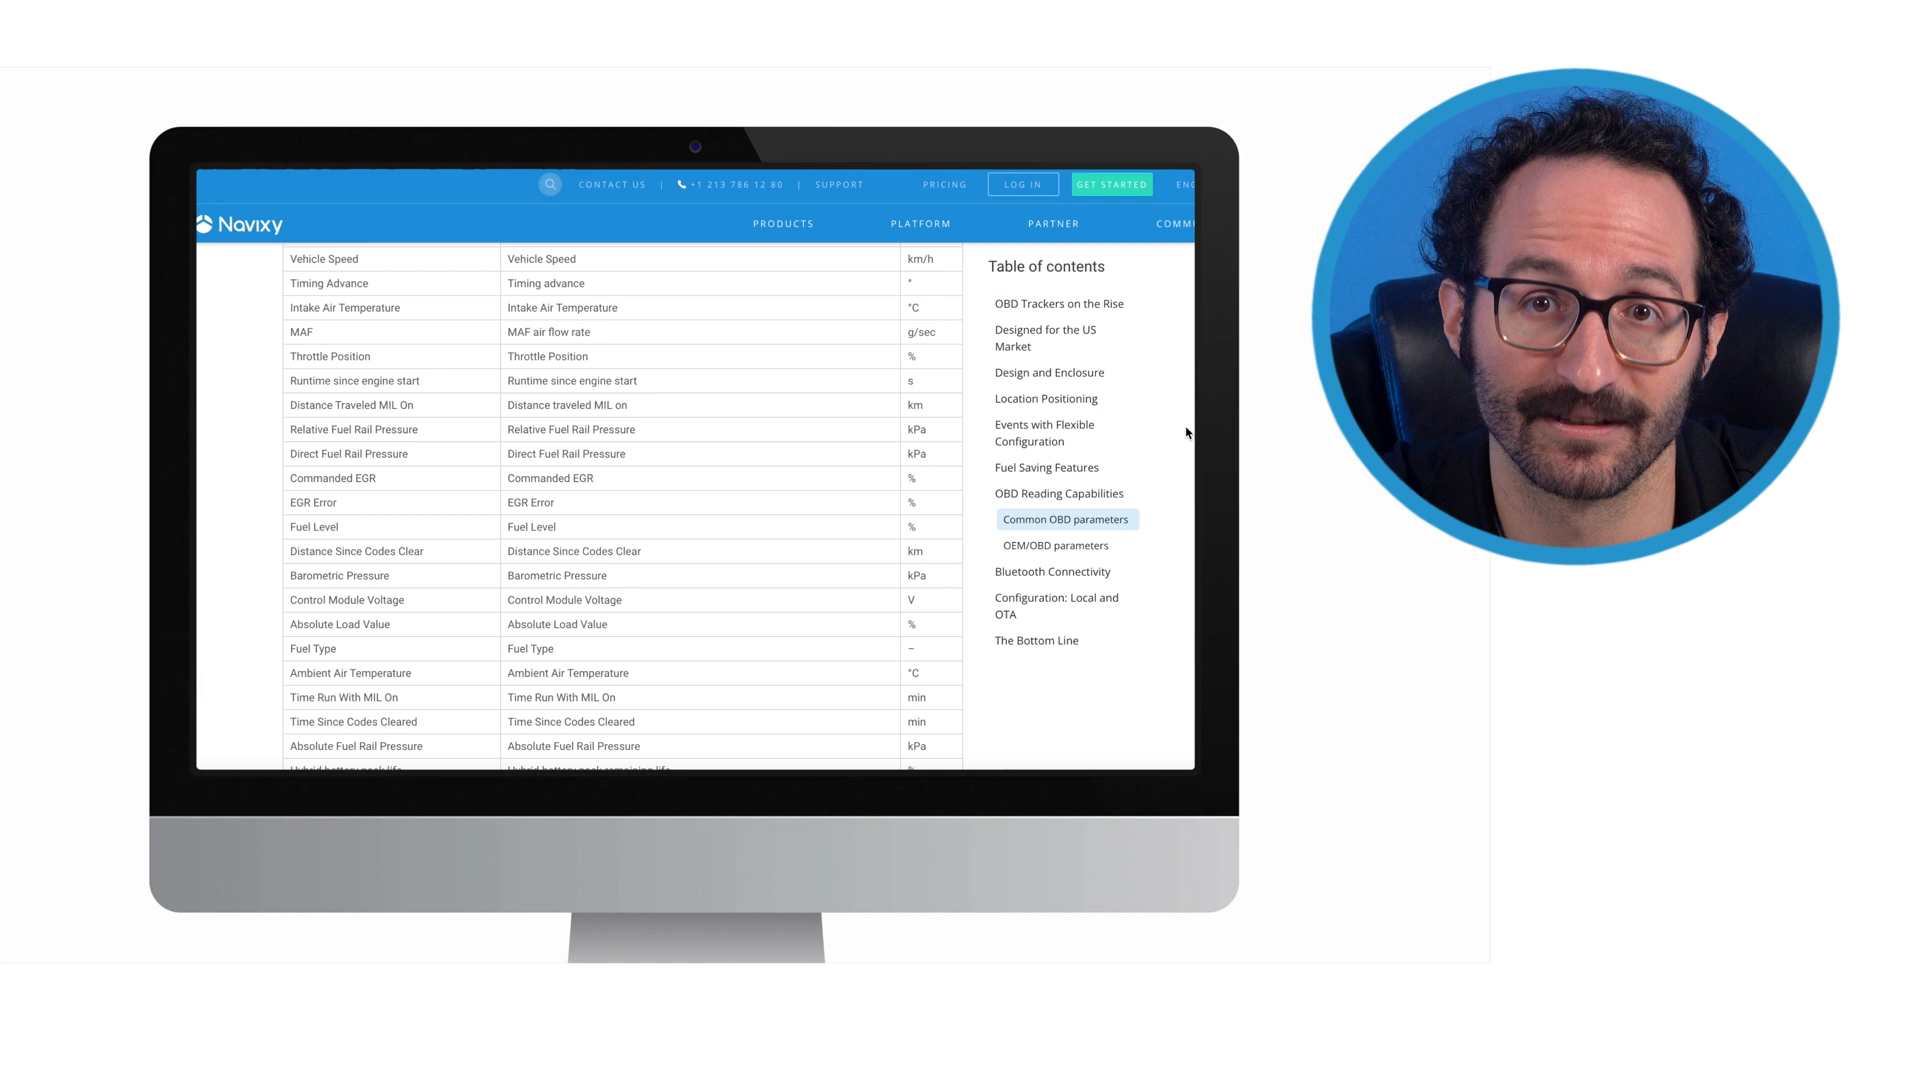 CONTACT US | +1 213 786 12 80 | SUPPORT PRICING LOG IN GET STARTED
Navixy PRODUCTS PLATFORM PARTNER
Vehicle Speed Vehicle Speed km/h
Timing Advance Timing advance °
Intake Air Temperature Intake Air Temperature °C
MAF MAF air flow rate g/sec
Throttle Position Throttle Position %
Runtime since engine start Runtime since engine start s
Distance Traveled MIL On Distance traveled MIL on km
Relative Fuel Rail Pressure Relative Fuel Rail Pressure kPa
Direct Fuel Rail Pressure Direct Fuel Rail Pressure kPa
Commanded EGR Commanded EGR %
EGR Error EGR Error %
Fuel Level Fuel Level %
Distance Since Codes Clear Distance Since Codes Clear km
Barometric Pressure Barometric Pressure kPa
Control Module Voltage Control Module Voltage V
Absolute Load Value Absolute Load Value %
Fuel Type Fuel Type –
Ambient Air Temperature Ambient Air Temperature °C
Time Run With MIL On Time Run With MIL On min
Time Since Codes Cleared Time Since Codes Cleared min
Absolute Fuel Rail Pressure Absolute Fuel Rail Pressure kPa
Table of contents
OBD Trackers on the Rise
Designed for the US
Market
Design and Enclosure
Location Positioning
Events with Flexible
Configuration
Fuel Saving Features
OBD Reading Capabilities
Common OBD parameters
OEM/OBD parameters
Bluetooth Connectivity
Configuration: Local and
OTA
The Bottom Line